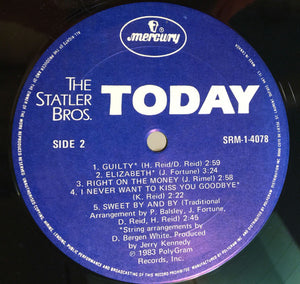 mercury
®
THE
STATLER
BROS.
TODAY
SIDE 2
SRM-1-4078
1. GUILTY* (H. Reid/D. Reid) 2:59
2. ELIZABETH* (J. Fortune) 3:24
3. RIGHT ON THE MONEY (J. Rimel) 2:58
4. I NEVER WANT TO KISS YOU GOODBYE*
(K. Reid) 2:22
5. SWEET BY AND BY (Traditional
Arrangement by P. Balsley, J. Fortune,
D. Reid, H. Reid) 2:45
*String arrangements by
D. Bergen White. Produced by
by Jerry Kennedy
℗ 1983 PolyGram
Records, Inc.